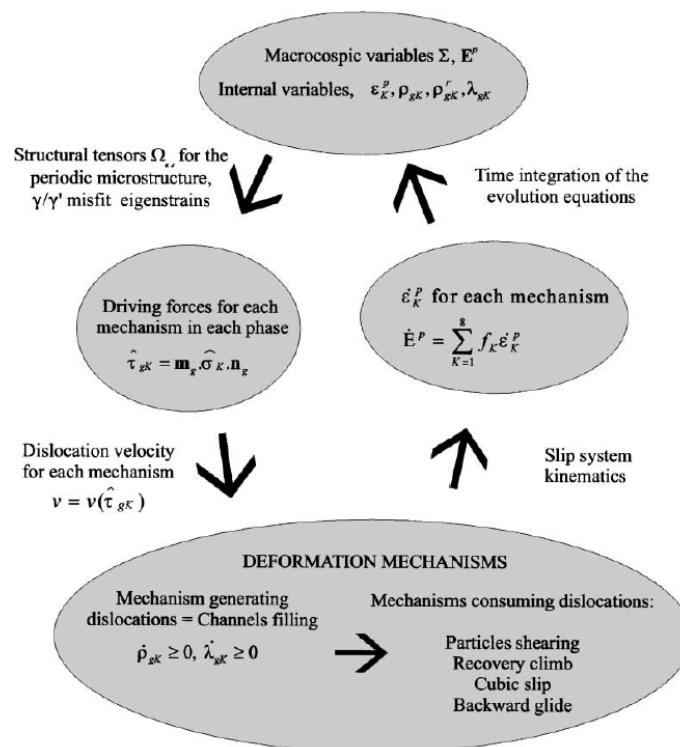 Macrocospic variables Σ, Eᵖ
Internal variables, ε_K^p, ρ_gK, ρ_gK^r, λ_gK
Structural tensors Ω for the
periodic microstructure,
γ/γ' misfit eigenstrains
Time integration of the
evolution equations
Driving forces for each
mechanism in each phase
τ̂_gK = m_g.σ̂_K.n_g
ε̇_K^p for each mechanism
Ė^p = ∑_{K=1}^{8} f_K ε̇_K^p
Dislocation velocity
for each mechanism
v = v(τ̂_gK)
Slip system
kinematics
DEFORMATION MECHANISMS
Mechanism generating
dislocations = Channels filling
ρ̇_gK ≥ 0, λ̇_gK ≥ 0
Mechanisms consuming dislocations:
Particles shearing
Recovery climb
Cubic slip
Backward glide